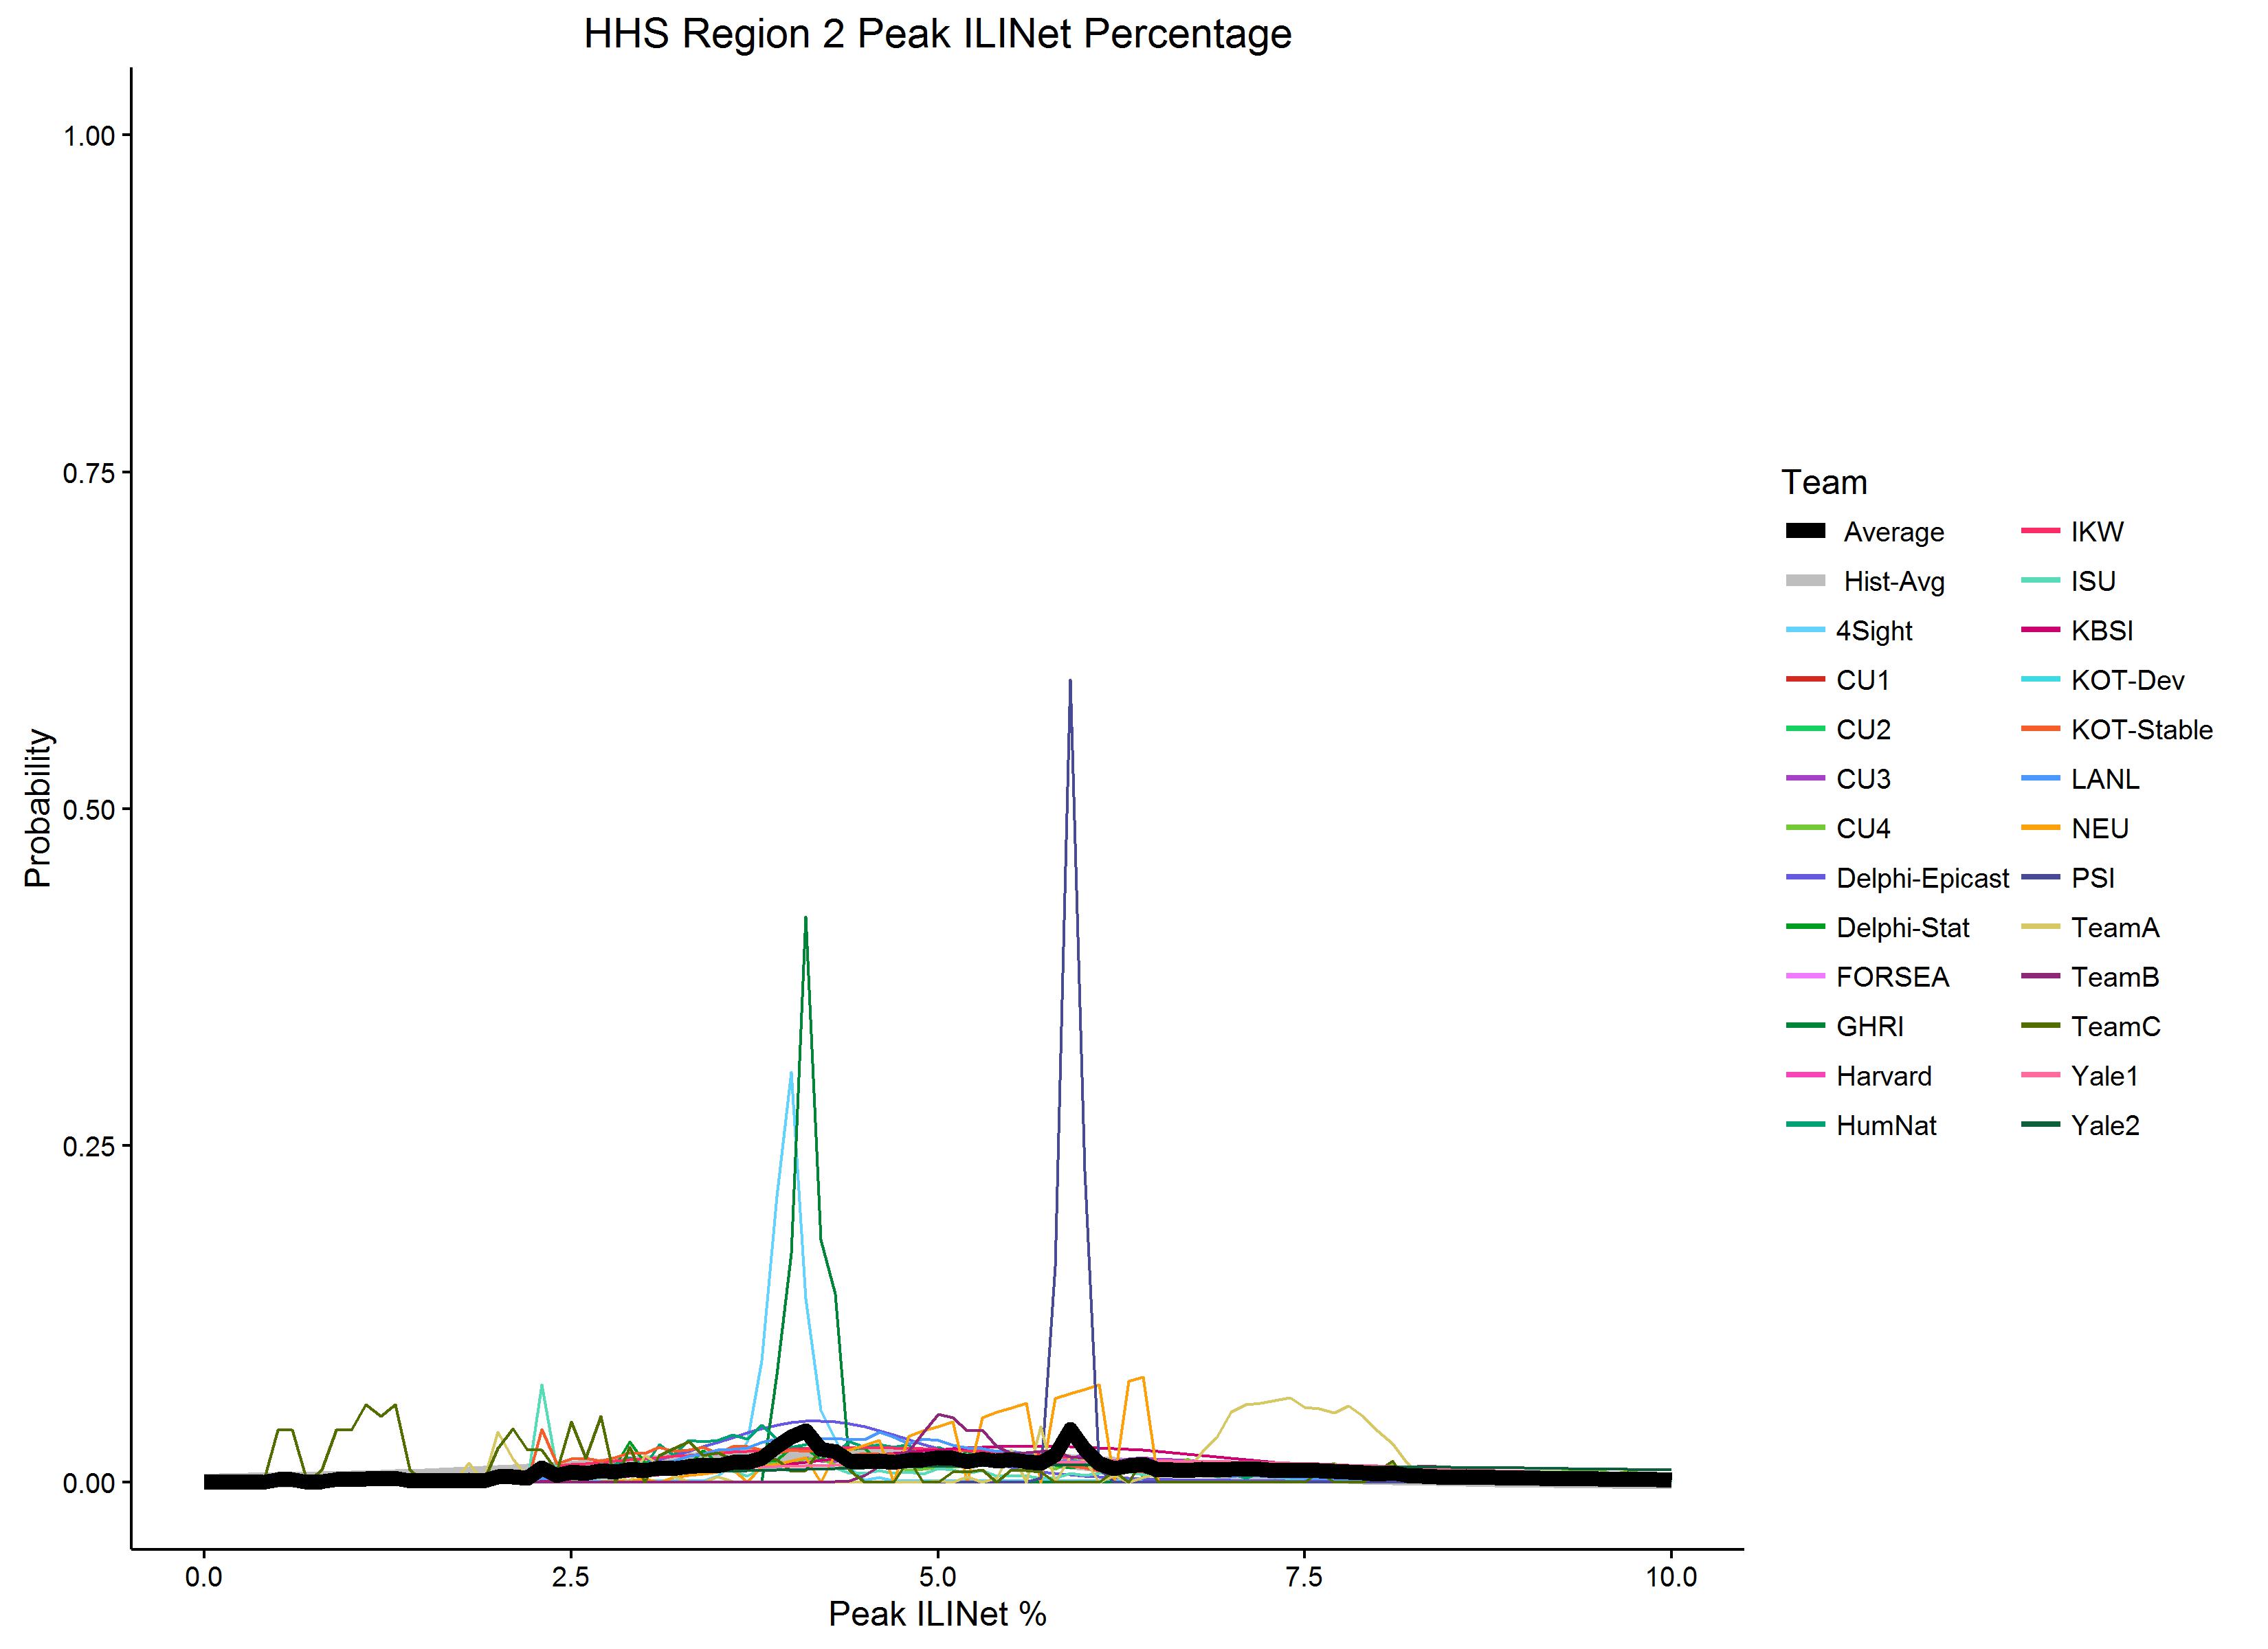 HHS Region 2 Peak ILINet Percentage
1.00
0.75
0.50
0.25
0.00
Probability
0.0 2.5 5.0 7.5 10.0
Peak ILINet %
Team
Average
Hist-Avg
4Sight
CU1
CU2
CU3
CU4
Delphi-Epicast
Delphi-Stat
FORSEA
GHRI
Harvard
HumNat
IKW
ISU
KBSI
KOT-Dev
KOT-Stable
LANL
NEU
PSI
TeamA
TeamB
TeamC
Yale1
Yale2